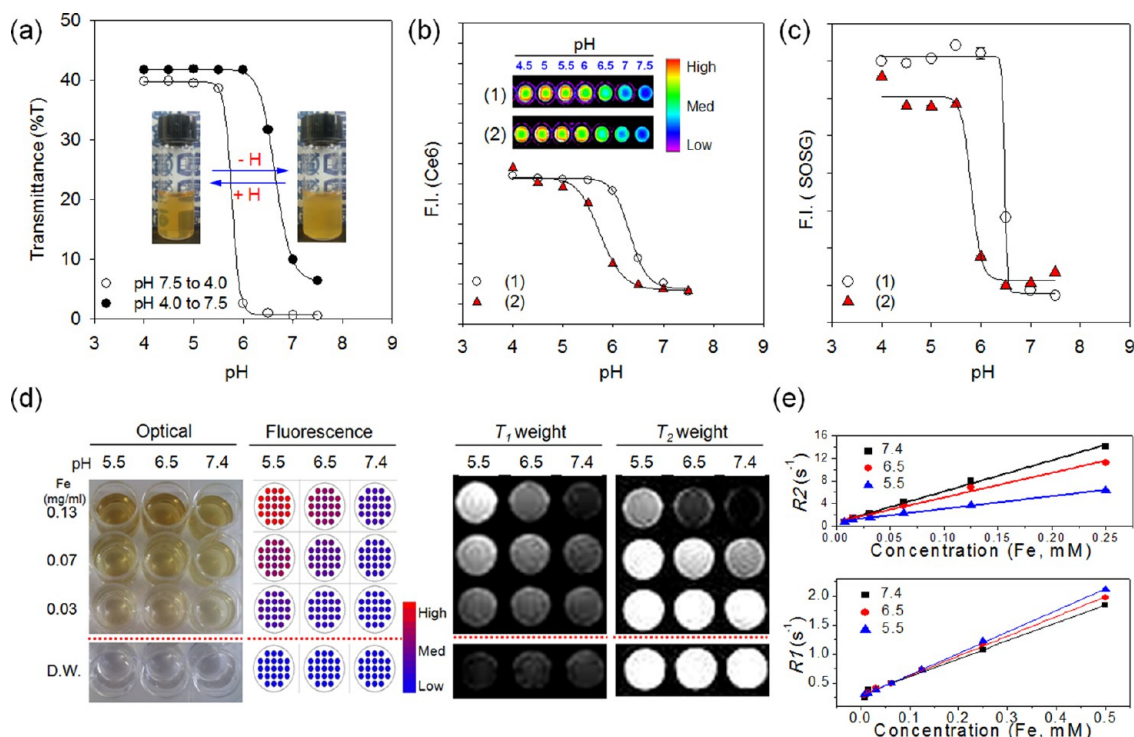 (a)
50
40
30
20
10
0
Transmittance (%T)
- H
+ H
pH 7.5 to 4.0
pH 4.0 to 7.5
3 4 5 6 7 8 9
pH
(b)
pH
4.5 5 5.5 6 6.5 7 7.5
(1)
(2)
High
Med
Low
F.I. (Ce6)
(1)
(2)
3 4 5 6 7 8 9
pH
(c)
F.I. ( SOSG)
(1)
(2)
3 4 5 6 7 8 9
pH
(d)
Optical
Fluorescence
T1 weight
T2 weight
pH 5.5 6.5 7.4
5.5 6.5 7.4
5.5 6.5 7.4
5.5 6.5 7.4
Fe
(mg/ml)
0.13
0.07
0.03
D.W.
High
Med
Low
(e)
16
12
8
4
0
R2 (s-1)
7.4
6.5
5.5
0.00 0.05 0.10 0.15 0.20 0.25
Concentration (Fe, mM)
2.0
1.5
1.0
0.5
R1 (s-1)
7.4
6.5
5.5
0.0 0.1 0.2 0.3 0.4 0.5
Concentration (Fe, mM)